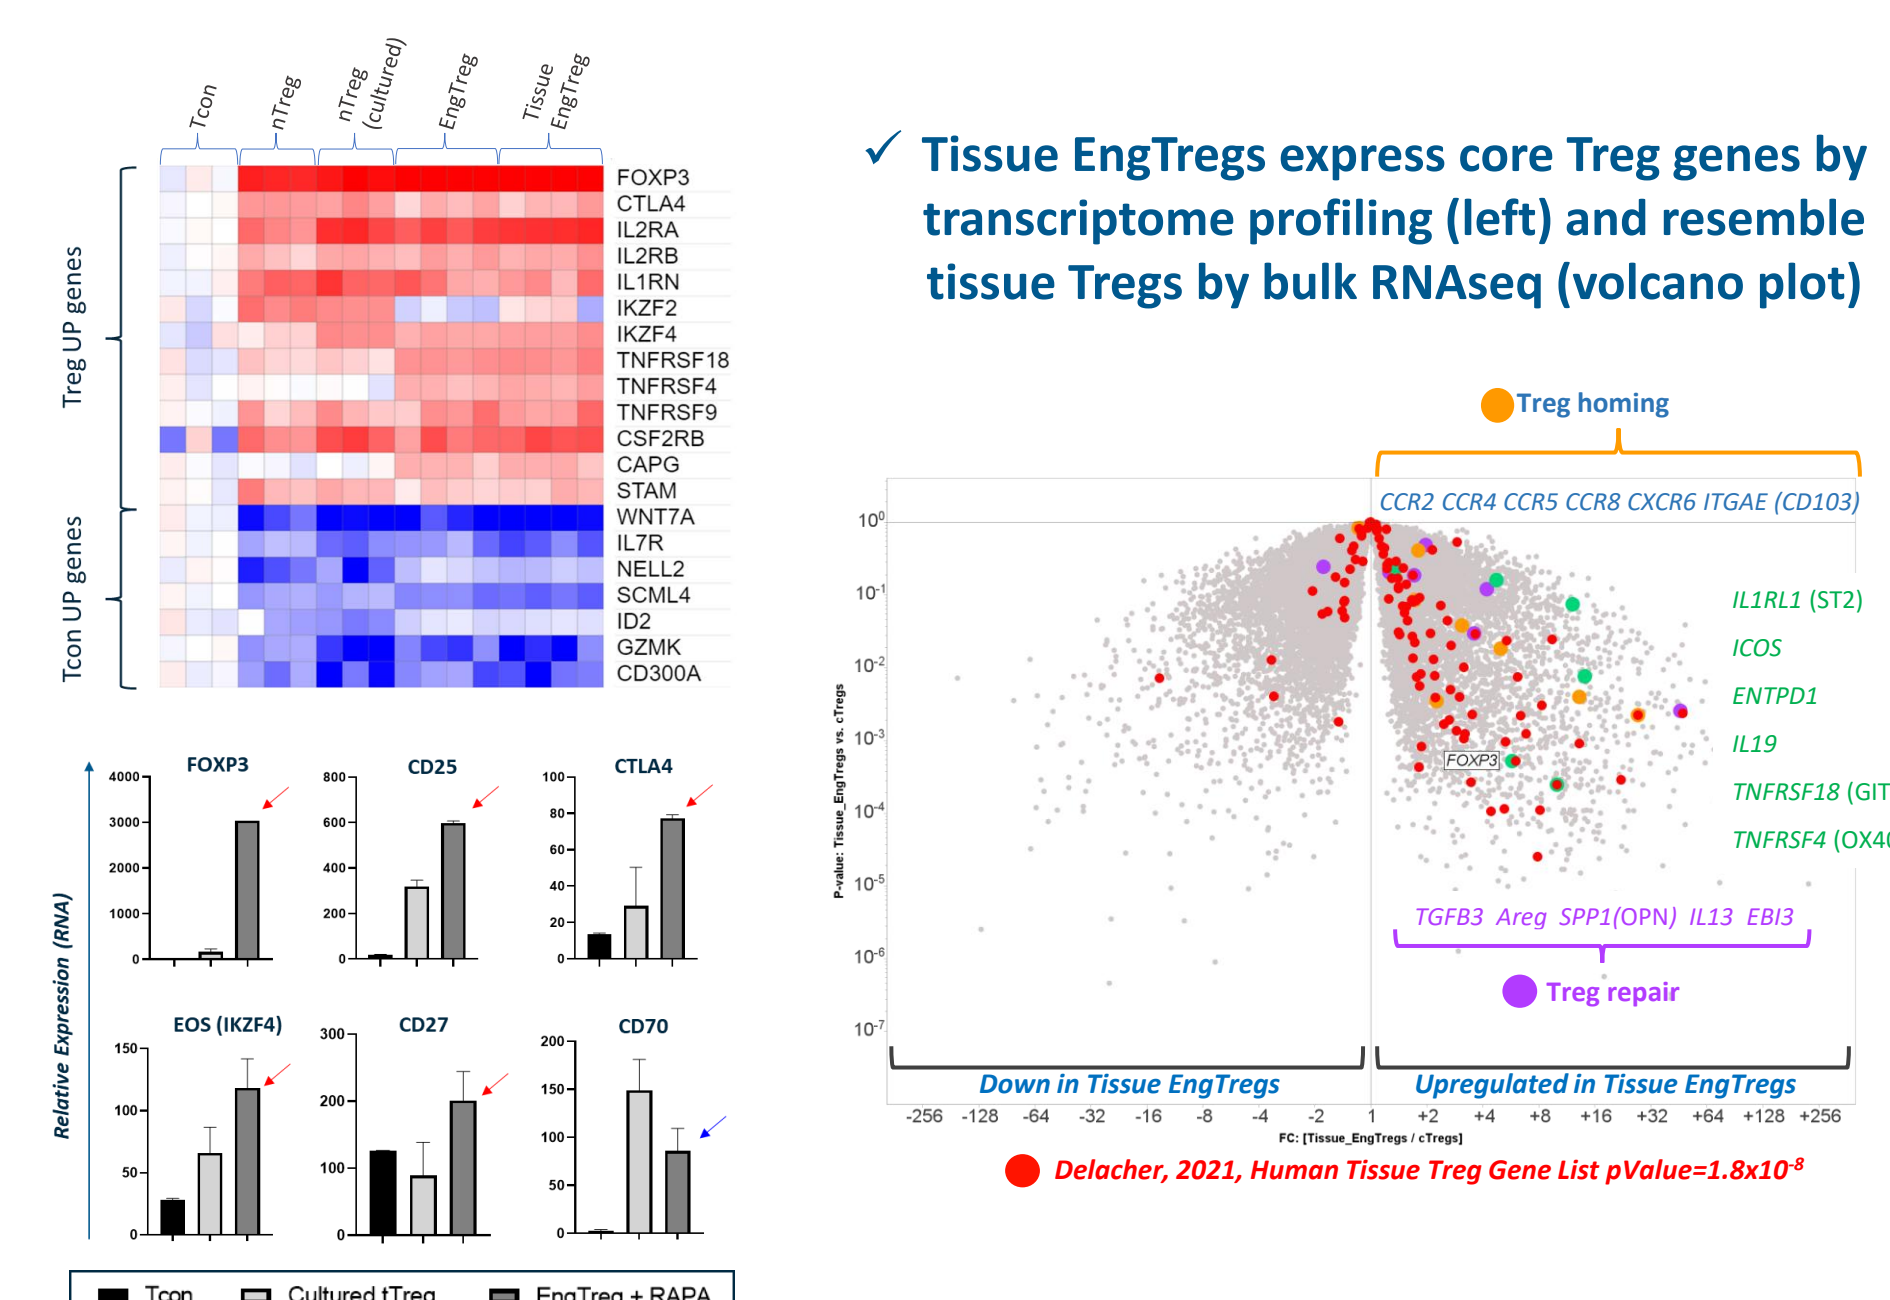 Tcon
nTreg
nTreg
(cultured)
EngTreg
Tissue
EngTreg
Treg UP genes
Tcon UP genes
FOXP3
CTLA4
IL2RA
IL2RB
IL1RN
IKZF2
IKZF4
TNFRSF18
TNFRSF4
TNFRSF9
CSF2RB
CAPG
STAM
WNT7A
IL7R
NELL2
SCML4
ID2
GZMK
CD300A
✓ Tissue EngTregs express core Treg genes by
transcriptome profiling (left) and resemble
tissue Tregs by bulk RNAseq (volcano plot)
Relative Expression (RNA)
FOXP3
4000
3000
2000
1000
0
CD25
800
600
400
200
0
CTLA4
100
80
60
40
20
0
EOS (IKZF4)
150
100
50
0
CD27
300
200
100
0
CD70
200
150
100
50
0
Tcon
Cultured tTreg
EngTreg + RAPA
Treg homing
CCR2 CCR4 CCR5 CCR8 CXCR6 ITGAE (CD103)
P-value: Tissue_EngTregs vs. cTregs
10⁰
10⁻¹
10⁻²
10⁻³
10⁻⁴
10⁻⁵
10⁻⁶
10⁻⁷
FOXP3
IL1RL1 (ST2)
ICOS
ENTPD1
IL19
TNFRSF18 (GIT
TNFRSF4 (OX40
TGFB3 Areg SPP1(OPN) IL13 EBI3
Treg repair
Down in Tissue EngTregs
Upregulated in Tissue EngTregs
-256 -128 -64 -32 -16 -8 -4 -2 1 +2 +4 +8 +16 +32 +64 +128 +256
FC: [Tissue_EngTregs / cTregs]
Delacher, 2021, Human Tissue Treg Gene List pValue=1.8x10⁻⁸